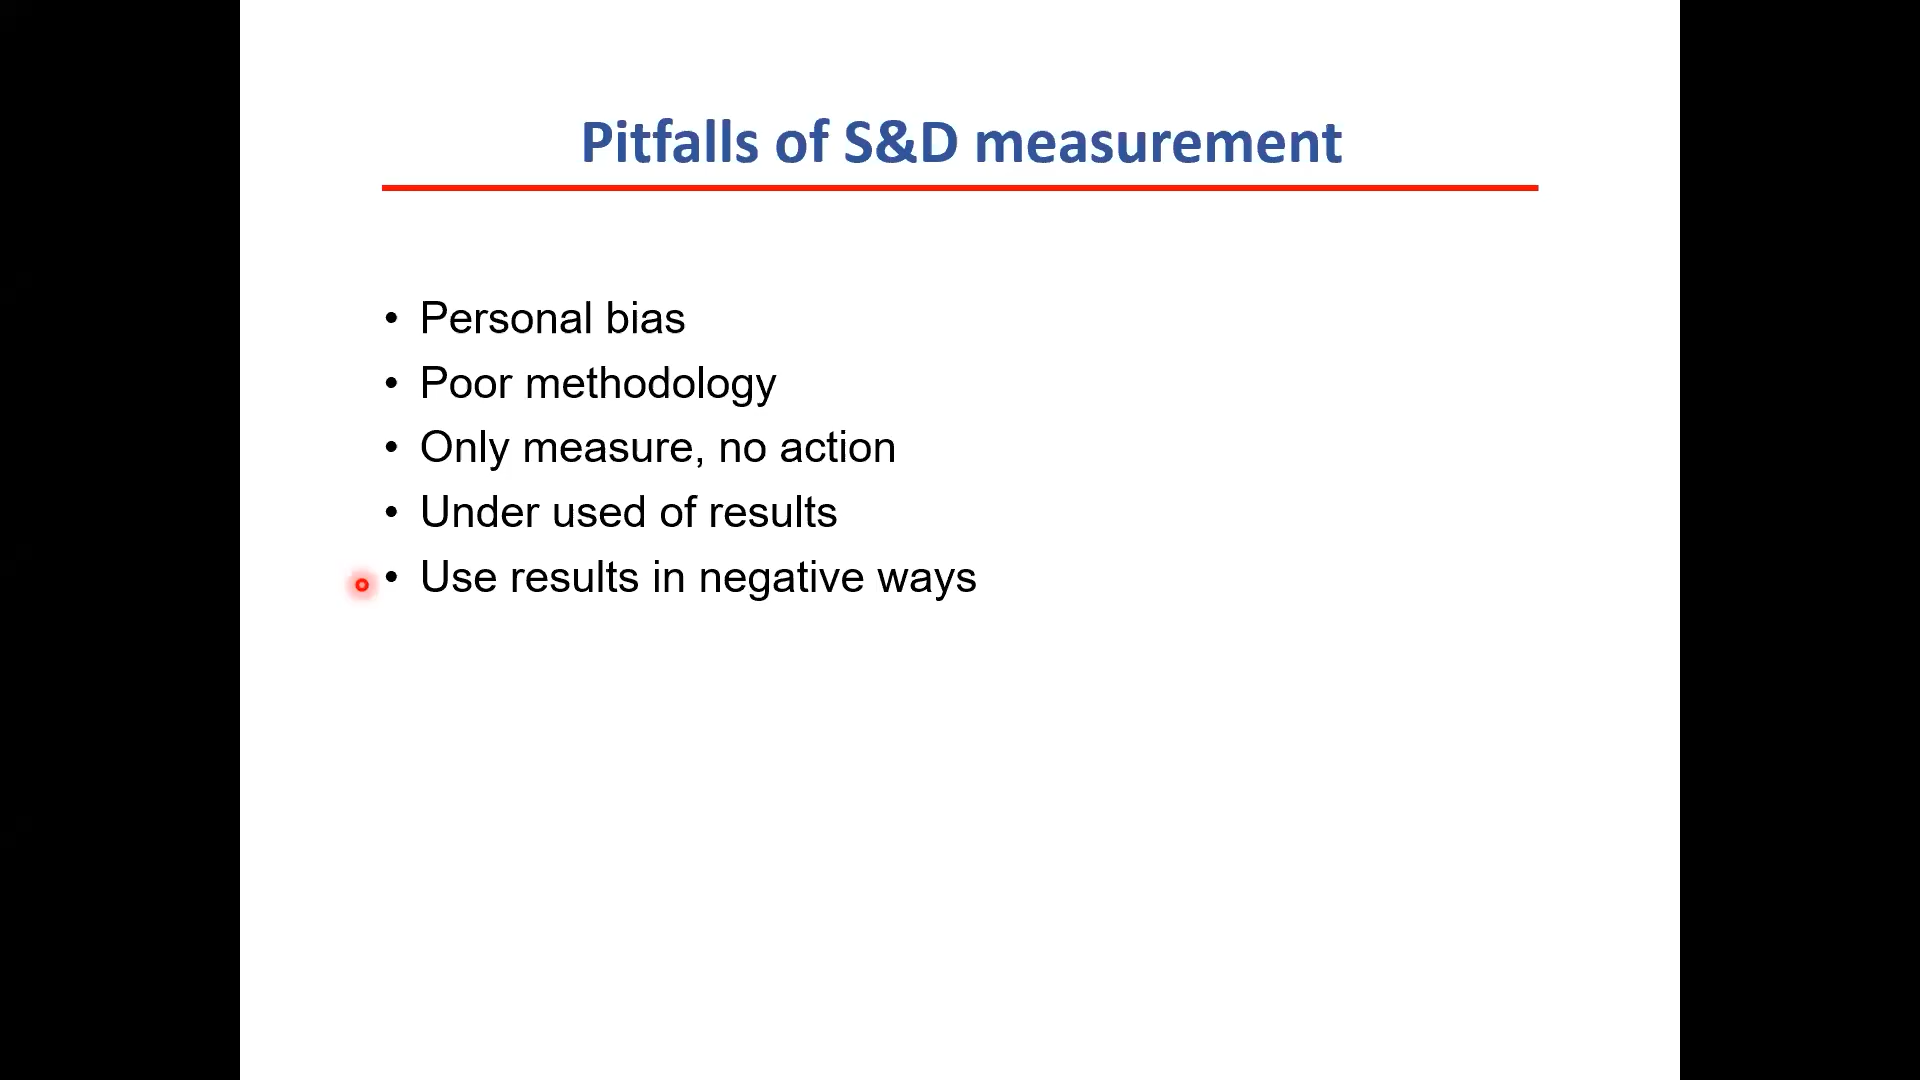 Pitfalls of S&D measurement
• Personal bias
• Poor methodology
• Only measure, no action
• Under used of results
• Use results in negative ways